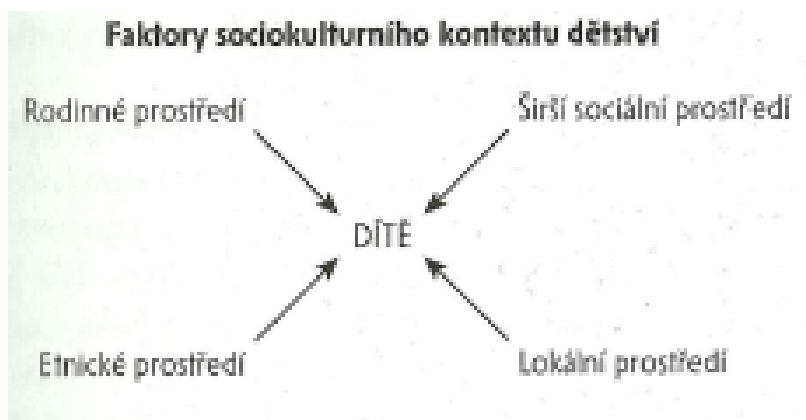 Faktory sociokulturního kontextu dětství
Rodinné prostředí
Širší sociální prostředí
DÍTĚ
Etnické prostředí
Lokální prostředí